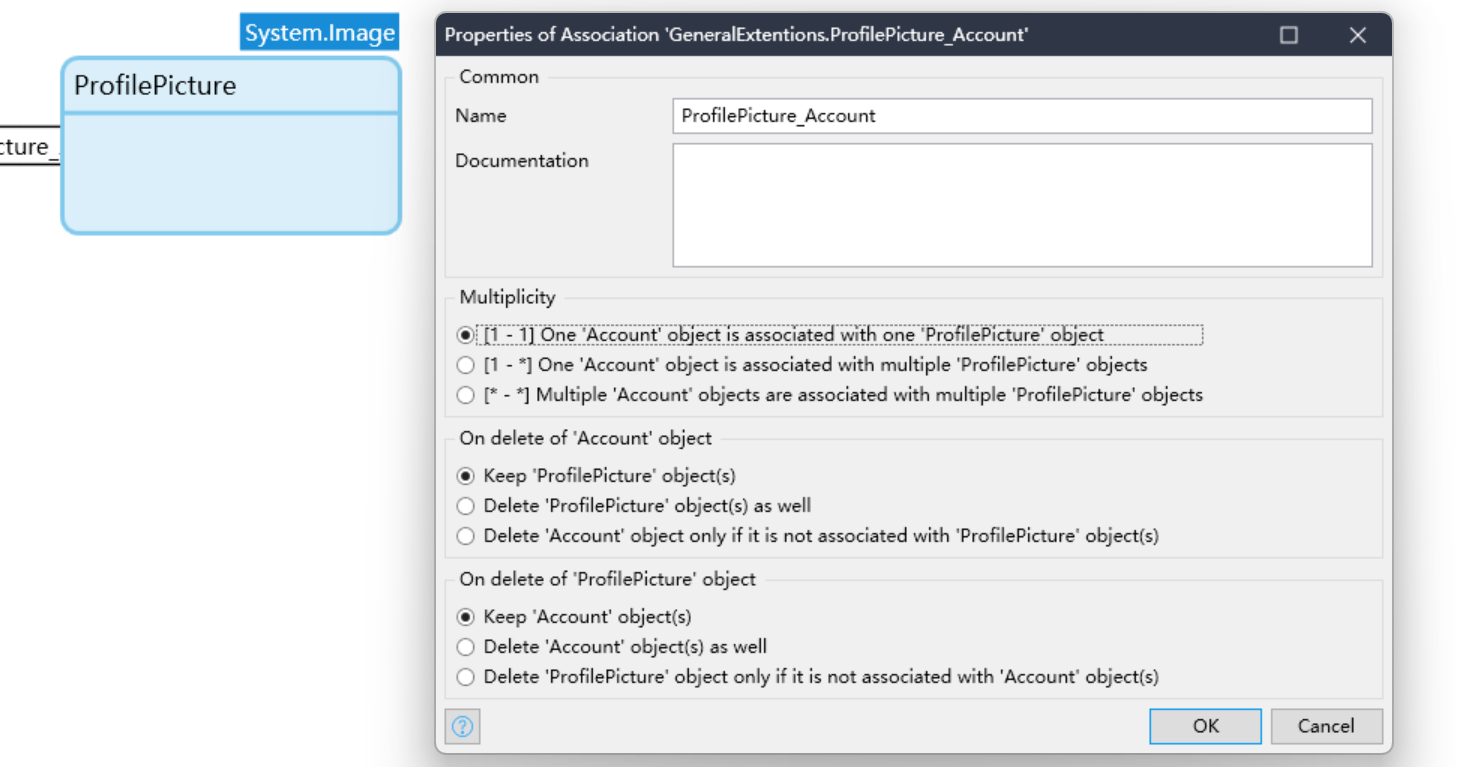 System.Image
ProfilePicture
cture_
Properties of Association 'GeneralExtentions.ProfilePicture_Account'
Common
Name
ProfilePicture_Account
Documentation
Multiplicity
[1 - 1] One 'Account' object is associated with one 'ProfilePicture' object
[1 - *] One 'Account' object is associated with multiple 'ProfilePicture' objects
[* - *] Multiple 'Account' objects are associated with multiple 'ProfilePicture' objects
On delete of 'Account' object
Keep 'ProfilePicture' object(s)
Delete 'ProfilePicture' object(s) as well
Delete 'Account' object only if it is not associated with 'ProfilePicture' object(s)
On delete of 'ProfilePicture' object
Keep 'Account' object(s)
Delete 'Account' object(s) as well
Delete 'ProfilePicture' object only if it is not associated with 'Account' object(s)
?
OK
Cancel